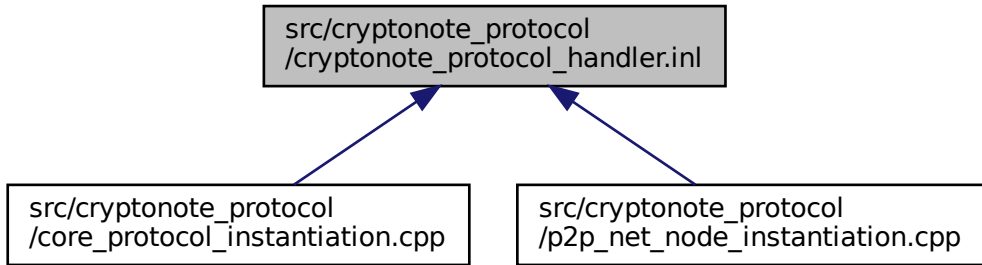 src/cryptonote_protocol
/cryptonote_protocol_handler.inl
src/cryptonote_protocol
/core_protocol_instantiation.cpp
src/cryptonote_protocol
/p2p_net_node_instantiation.cpp